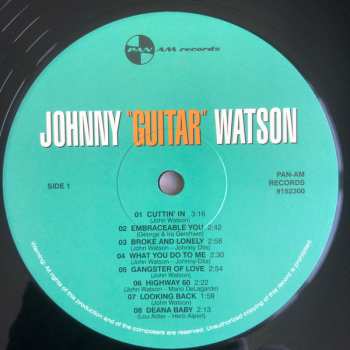 PAN AM records
JOHNNY "GUITAR" WATSON
SIDE 1
PAN-AM
RECORDS
9152300
01 CUTTIN' IN 3:16
(John Watson)
02 EMBRACEABLE YOU 2:42
(George & Ira Gershwin)
03 BROKE AND LONELY 2:58
(John Watson – Johnny Otis)
04 WHAT YOU DO TO ME 2:30
(John Watson – Johnny Otis)
05 GANGSTER OF LOVE 2:54
(John Watson)
06 HIGHWAY 60 2:22
(John Watson – Mario DeLagarde)
07 LOOKING BACK 1:59
(John Watson)
08 DEANA BABY 2:13
(Lou Adler – Herb Alpert)
Warning: All rights of this production and of the composers are reserved. Unauthorized copying of this record is prohibited.